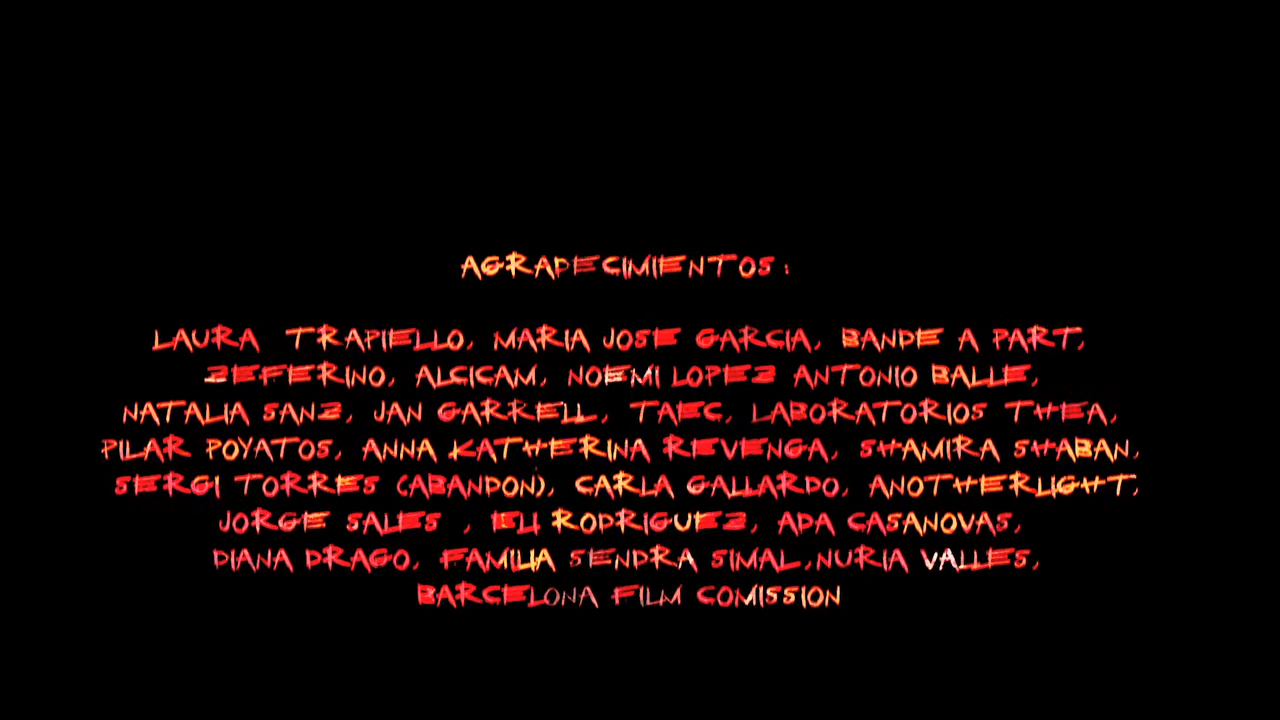 AGRADECIMIENTOS:
LAURA TRAPIELLO, MARIA JOSE GARCIA, BANDE A PART,
ZEFERINO, ALCICAM, NOEMI LOPEZ ANTONIO BALLE,
NATALIA SANZ, JAN GARRELL, TAEC, LABORATORIOS THEA,
PILAR POYATOS, ANNA KATHERINA REVENGA, SHAMIRA SHABAN,
SERGI TORRES (ABANDON), CARLA GALLARDO, ANOTHERLIGHT,
JORGE SALES , ELI RODRIGUEZ, ADA CASANOVAS,
DIANA DRAGO, FAMILIA SENDRA SIMAL,NURIA VALLES,
BARCELONA FILM COMISSION